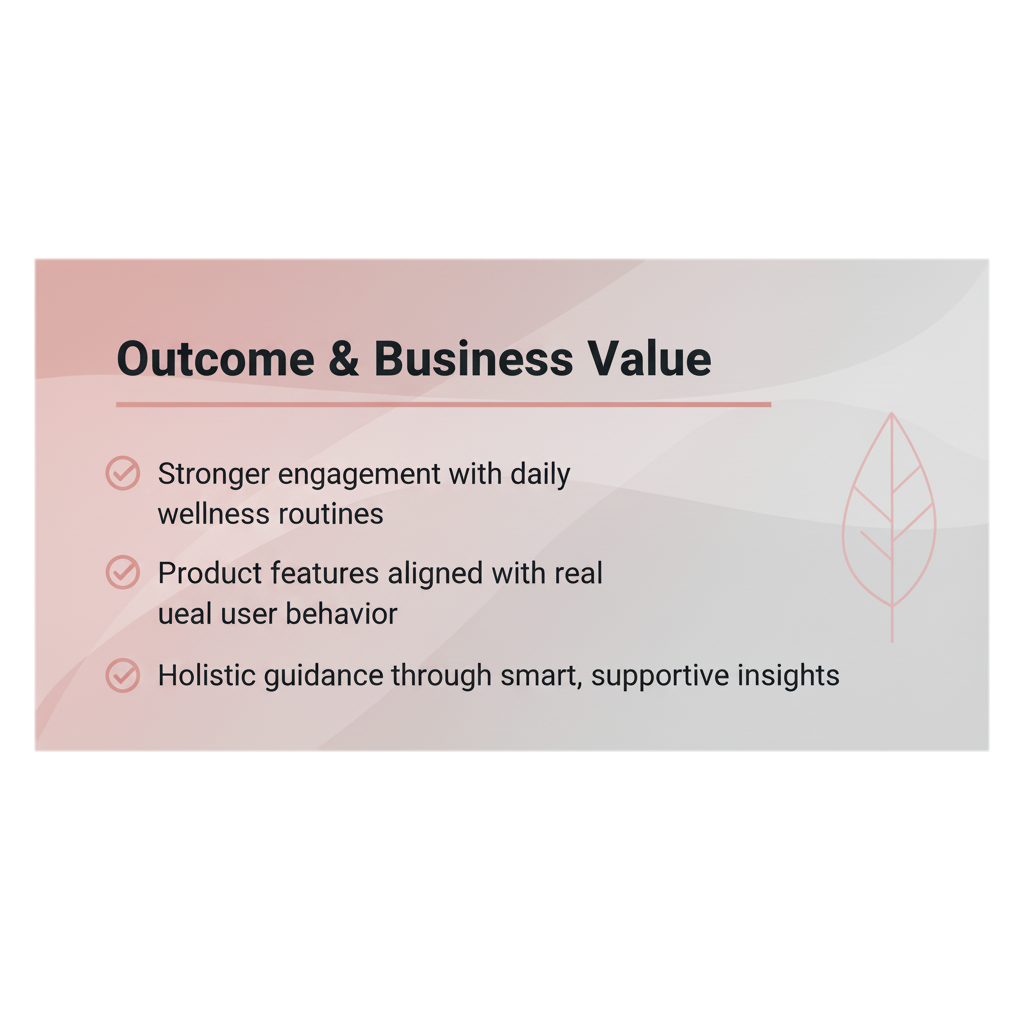 Outcome & Business Value
Stronger engagement with daily
wellness routines
Product features aligned with real
ueal user behavior
Holistic guidance through smart, supportive insights